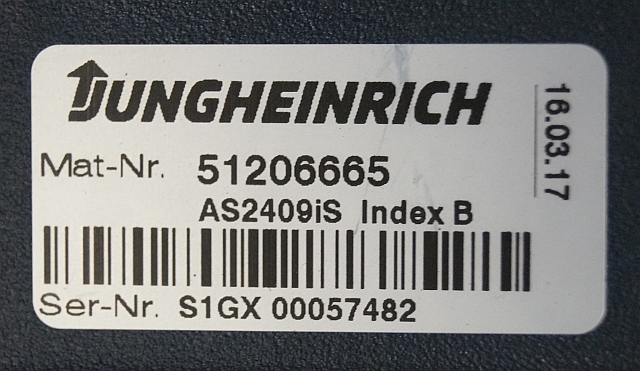 JUNGHEINRICH
Mat-Nr. 51206665
AS2409iS Index B
Ser-Nr. S1GX 00057482
16.03.17